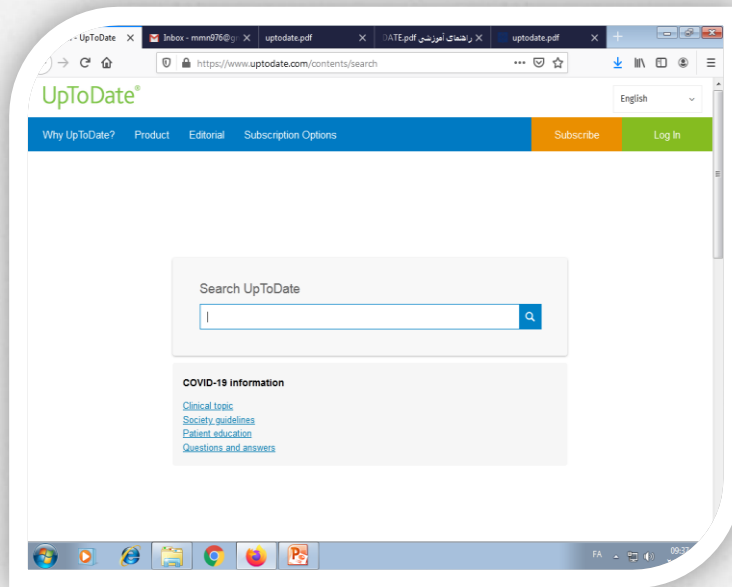 - UpToDate
Inbox - mmn976@g
uptodate.pdf
راهنمای آموزشی DATE.pdf
uptodate.pdf
https://www.uptodate.com/contents/search
UpToDate®
English
Why UpToDate? Product Editorial Subscription Options Subscribe Log In
Search UpToDate
COVID-19 information
Clinical topic
Society guidelines
Patient education
Questions and answers
FA